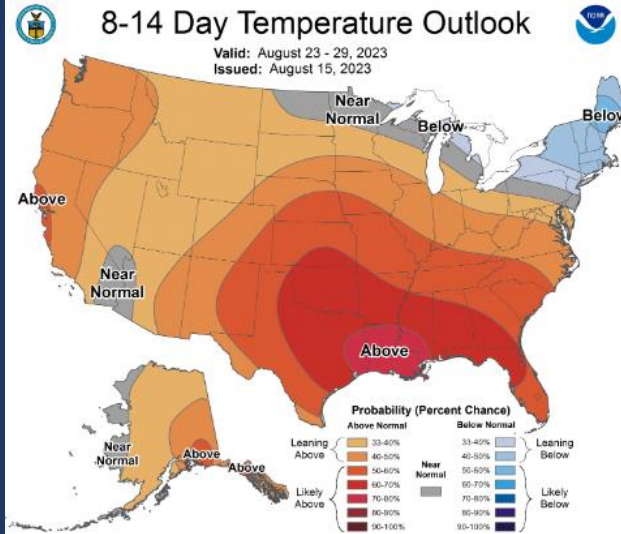 8-14 Day Temperature Outlook
Valid: August 23 - 29, 2023
Issued: August 15, 2023
NOAA
Near
Normal
Below
Below
Above
Near
Normal
Above
Near
Normal
Above
Above
Probability (Percent Chance)
Above Normal
Below Normal
Leaning
Above
33-40%
40-50%
Likely
Above
50-60%
60-70%
70-80%
80-90%
90-100%
Near
Normal
33-40%
40-50%
Leaning
Below
50-60%
60-70%
70-80%
80-90%
90-100%
Likely
Below